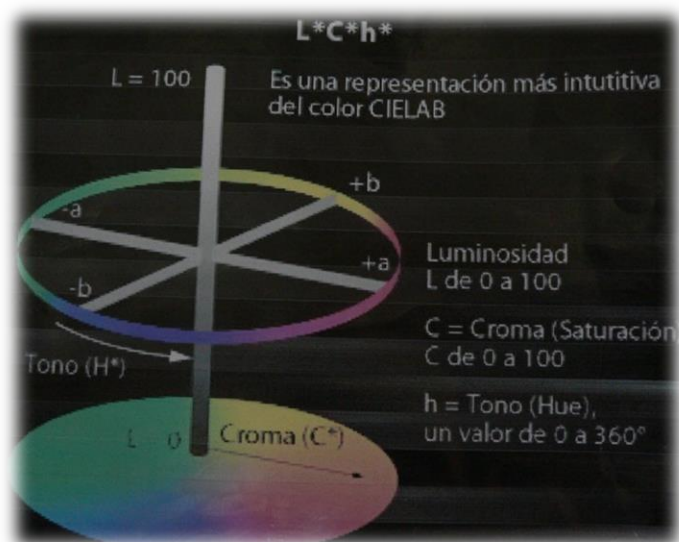 L*C*h*
L = 100
Es una representación más intutitiva
del color CIELAB
+b
-a
+a
-b
Luminosidad
L de 0 a 100
Tono (H*)
C = Croma (Saturación
C de 0 a 100
h = Tono (Hue),
un valor de 0 a 360°
L 0
Croma (C*)